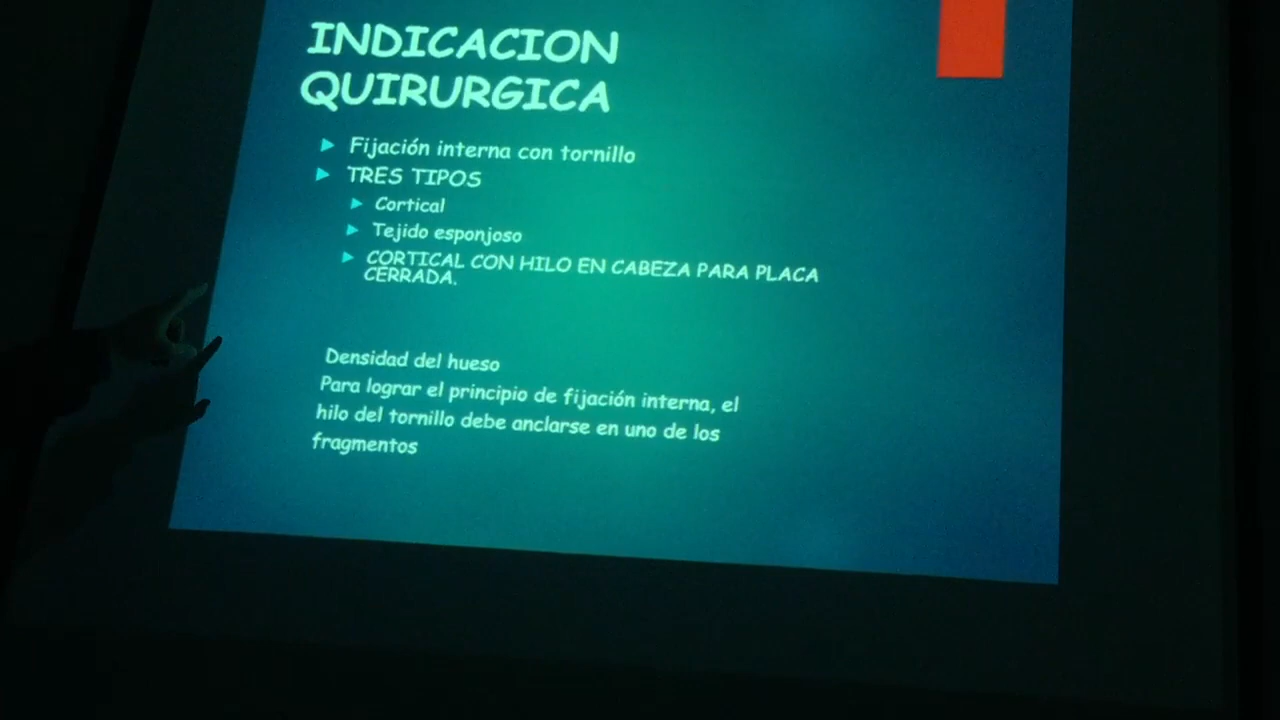 INDICACION
QUIRURGICA
Fijación interna con tornillo
TRES TIPOS
Cortical
Tejido esponjoso
CORTICAL CON HILO EN CABEZA PARA PLACA
CERRADA.
Densidad del hueso
Para lograr el principio de fijación interna, el
hilo del tornillo debe anclarse en uno de los
fragmentos